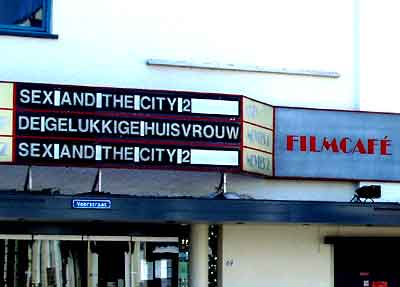 SEX AND THE CITY 2
DE GELUKKIGE HUISVROUW
SEX AND THE CITY 2
FILMCAFÉ
Voorstraat